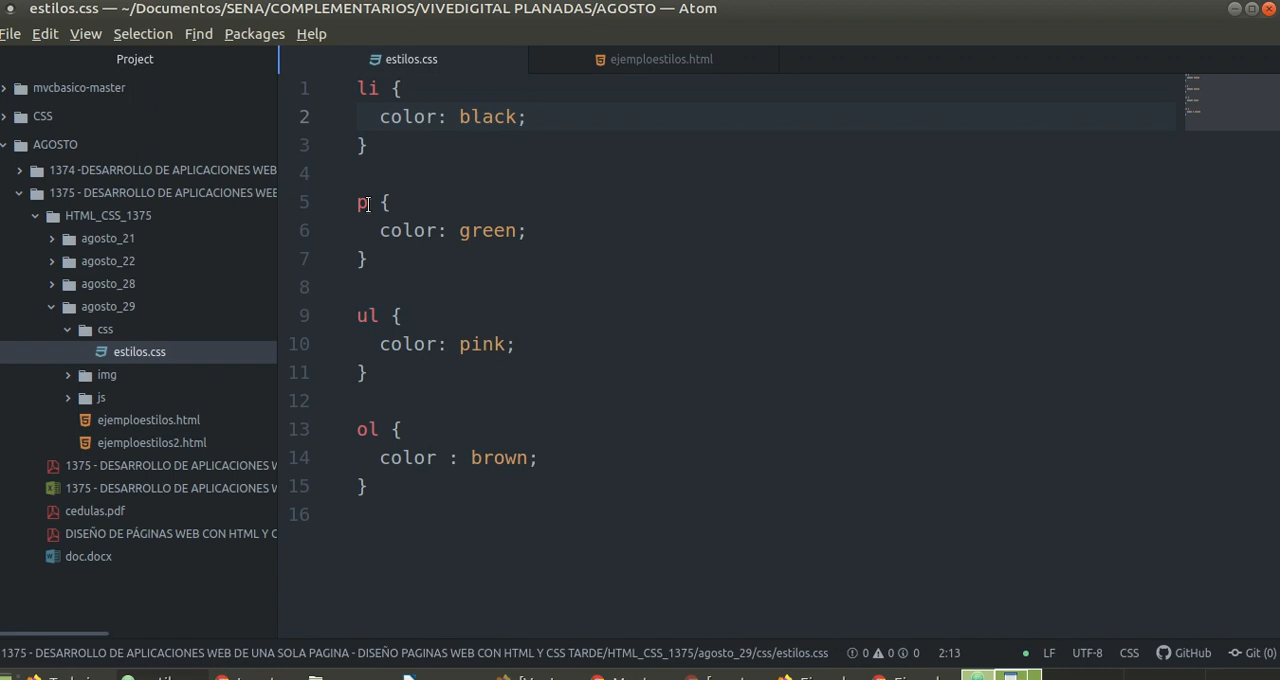 estilos.css — ~/Documentos/SENA/COMPLEMENTARIOS/VIVEDIGITAL PLANADAS/AGOSTO — Atom
File Edit View Selection Find Packages Help
Project
estilos.css
ejemploestilos.html
mvcbasico-master
CSS
AGOSTO
1374 -DESARROLLO DE APLICACIONES WEB
1375 - DESARROLLO DE APLICACIONES WEB
HTML_CSS_1375
agosto_21
agosto_22
agosto_28
agosto_29
css
estilos.css
img
js
ejemploestilos.html
ejemploestilos2.html
1375 - DESARROLLO DE APLICACIONES
1375 - DESARROLLO DE APLICACIONES
cedulas.pdf
DISEÑO DE PÁGINAS WEB CON HTML Y
doc.docx
1 li {
2 color: black;
3 }
4
5 p {
6 color: green;
7 }
8
9 ul {
10 color: pink;
11 }
12
13 ol {
14 color : brown;
15 }
16
1375 - DESARROLLO DE APLICACIONES WEB DE UNA SOLA PAGINA - DISEÑO PAGINAS WEB CON HTML Y CSS TARDE/HTML_CSS_1375/agosto_29/css/estilos.css 0 0 0 2:13 LF UTF-8 CSS GitHub Git (0)